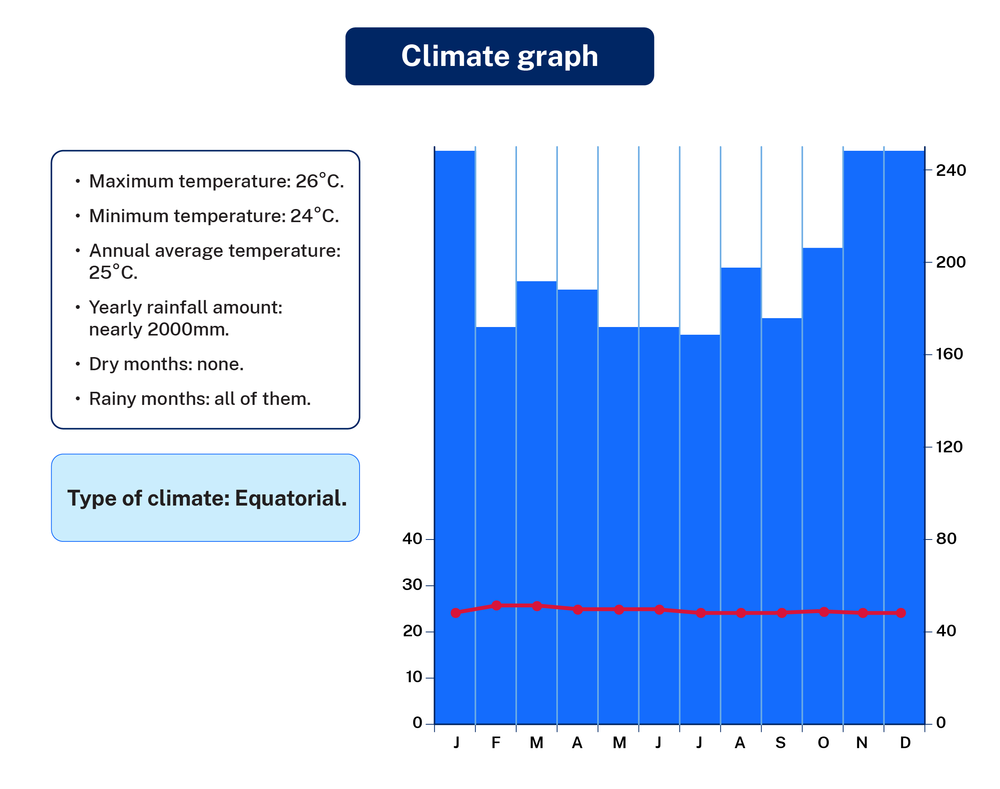 Climate graph
• Maximum temperature: 26°C.
• Minimum temperature: 24°C.
• Annual average temperature:
25°C.
• Yearly rainfall amount:
nearly 2000mm.
• Dry months: none.
• Rainy months: all of them.
Type of climate: Equatorial.
40
30
20
10
0
240
200
160
120
80
40
0
J F M A M J J A S O N D